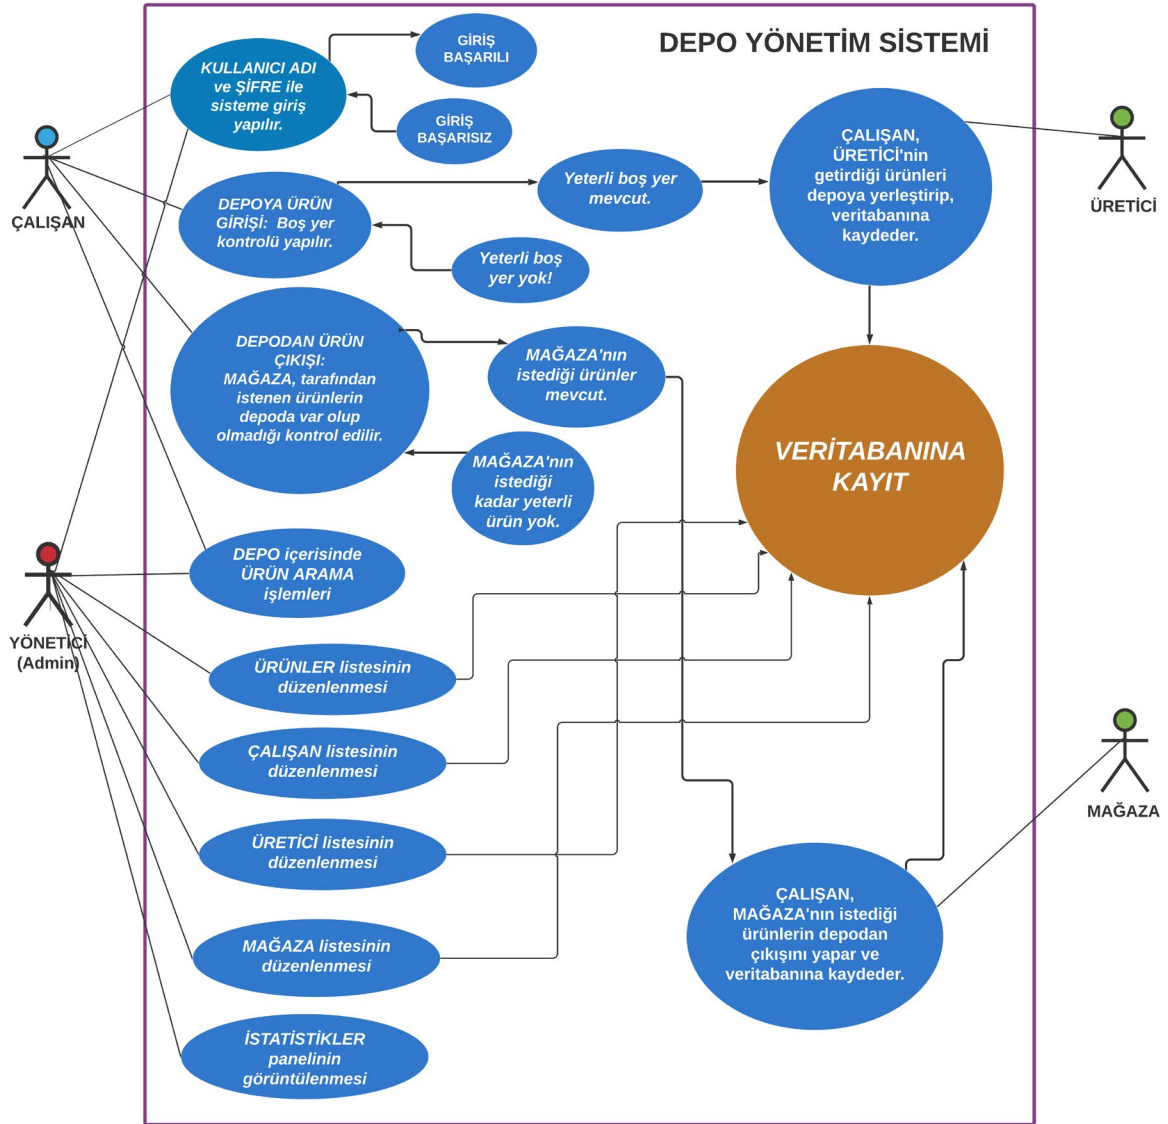 DEPO YÖNETİM SİSTEMİ
KULLANICI ADI
ve ŞİFRE ile
sisteme giriş
yapılır.
GİRİŞ
BAŞARILI
GİRİŞ
BAŞARISIZ
ÇALIŞAN
DEPOYA ÜRÜN
GİRİŞİ:  Boş yer
kontrolü yapılır.
Yeterli boş yer
mevcut.
Yeterli boş
yer yok!
ÇALIŞAN,
ÜRETİCİ'nin
getirdiği ürünleri
depoya yerleştirip,
veritabanına
kaydeder.
ÜRETİCİ
DEPODAN ÜRÜN
ÇIKIŞI:
MAĞAZA, tarafından
istenen ürünlerin
depoda var olup
olmadığı kontrol edilir.
MAĞAZA'nın
istediği ürünler
mevcut.
MAĞAZA'nın
istediği
kadar yeterli
ürün yok.
VERİTABANINA
KAYIT
DEPO içerisinde
ÜRÜN ARAMA
işlemleri
YÖNETİCİ
(Admin)
ÜRÜNLER listesinin
düzenlenmesi
ÇALIŞAN listesinin
düzenlenmesi
ÜRETİCİ listesinin
düzenlenmesi
MAĞAZA listesinin
düzenlenmesi
İSTATİSTİKLER
panelinin
görüntülenmesi
ÇALIŞAN,
MAĞAZA'nın istediği
ürünlerin depodan
çıkışını yapar ve
veritabanına kaydeder.
MAĞAZA